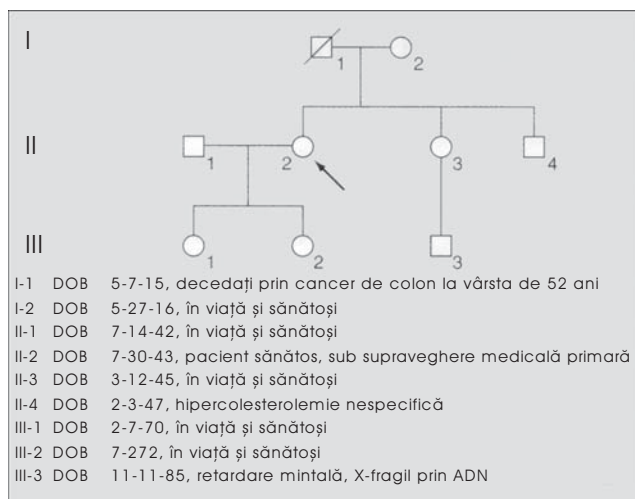 I
1 2
II
1 2 3 4
III
1 2 3
I-1 DOB 5-7-15, decedați prin cancer de colon la vârsta de 52 ani
I-2 DOB 5-27-16, în viață și sănătoși
II-1 DOB 7-14-42, în viață și sănătoși
II-2 DOB 7-30-43, pacient sănătos, sub supraveghere medicală primară
II-3 DOB 3-12-45, în viață și sănătoși
II-4 DOB 2-3-47, hipercolesterolemie nespecifică
III-1 DOB 2-7-70, în viață și sănătoși
III-2 DOB 7-272, în viață și sănătoși
III-3 DOB 11-11-85, retardare mintală, X-fragil prin ADN